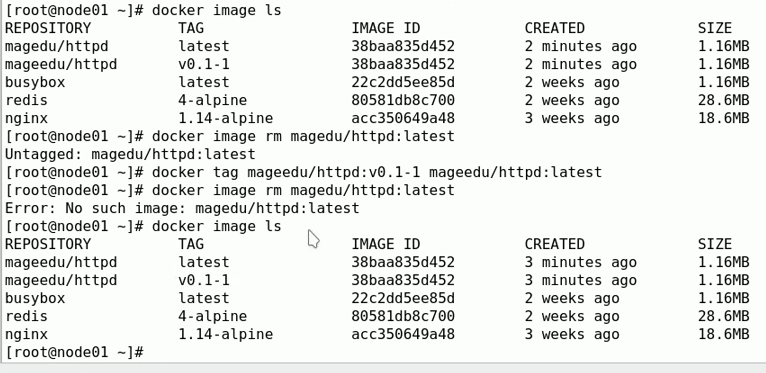 [root@node01 ~]# docker image ls
REPOSITORY          TAG                 IMAGE ID            CREATED             SIZE
magedu/httpd        latest              38baa835d452        2 minutes ago       1.16MB
mageedu/httpd       v0.1-1              38baa835d452        2 minutes ago       1.16MB
busybox             latest              22c2dd5ee85d        2 weeks ago         1.16MB
redis               4-alpine            80581db8c700        2 weeks ago         28.6MB
nginx               1.14-alpine         acc350649a48        3 weeks ago         18.6MB
[root@node01 ~]# docker image rm magedu/httpd:latest
Untagged: magedu/httpd:latest
[root@node01 ~]# docker tag mageedu/httpd:v0.1-1 mageedu/httpd:latest
[root@node01 ~]# docker image rm magedu/httpd:latest
Error: No such image: magedu/httpd:latest
[root@node01 ~]# docker image ls
REPOSITORY          TAG                 IMAGE ID            CREATED             SIZE
mageedu/httpd       latest              38baa835d452        3 minutes ago       1.16MB
mageedu/httpd       v0.1-1              38baa835d452        3 minutes ago       1.16MB
busybox             latest              22c2dd5ee85d        2 weeks ago         1.16MB
redis               4-alpine            80581db8c700        2 weeks ago         28.6MB
nginx               1.14-alpine         acc350649a48        3 weeks ago         18.6MB
[root@node01 ~]#